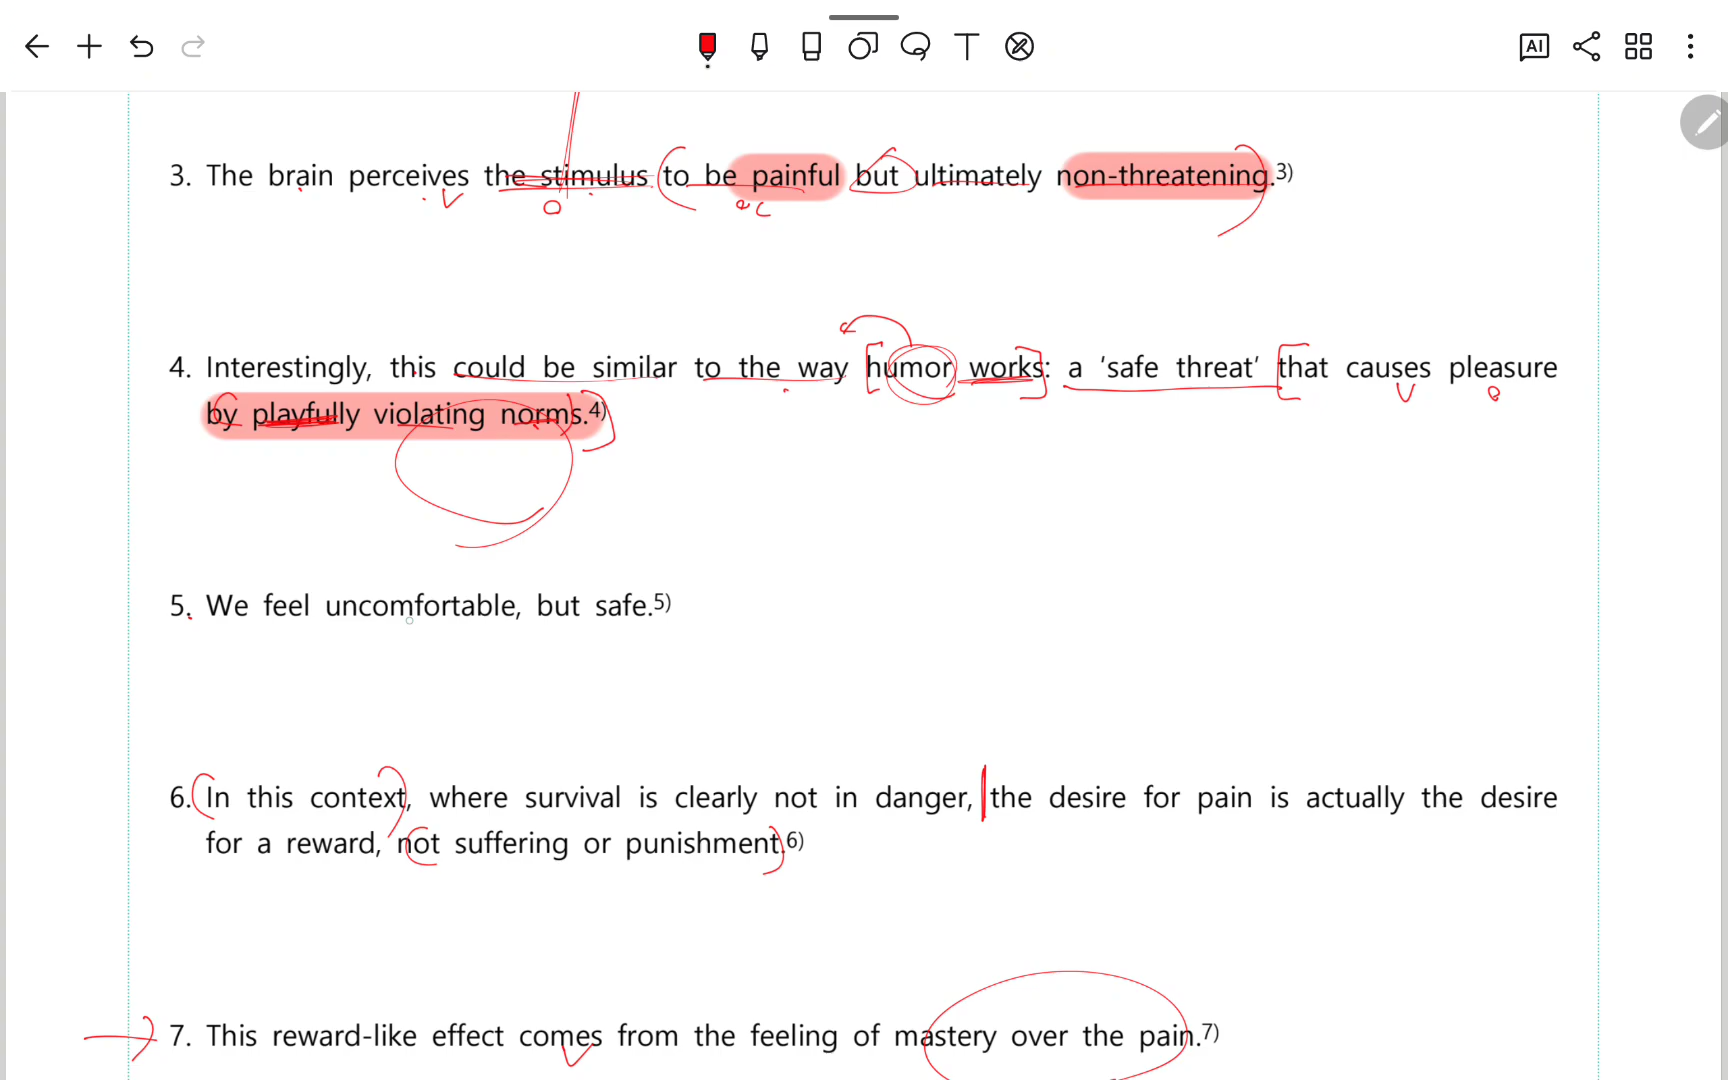 AI
T
3. The brain perceives the stimulus to be painful but ultimately non-threatening.3)
V
O
oc
4. Interestingly, this could be similar to the way humor works: a 'safe threat' that causes pleasure
V
o
by playfully violating norms.4)
5. We feel uncomfortable, but safe.5)
6. In this context, where survival is clearly not in danger, the desire for pain is actually the desire
for a reward, not suffering or punishment.6)
7. This reward-like effect comes from the feeling of mastery over the pain.7)
V